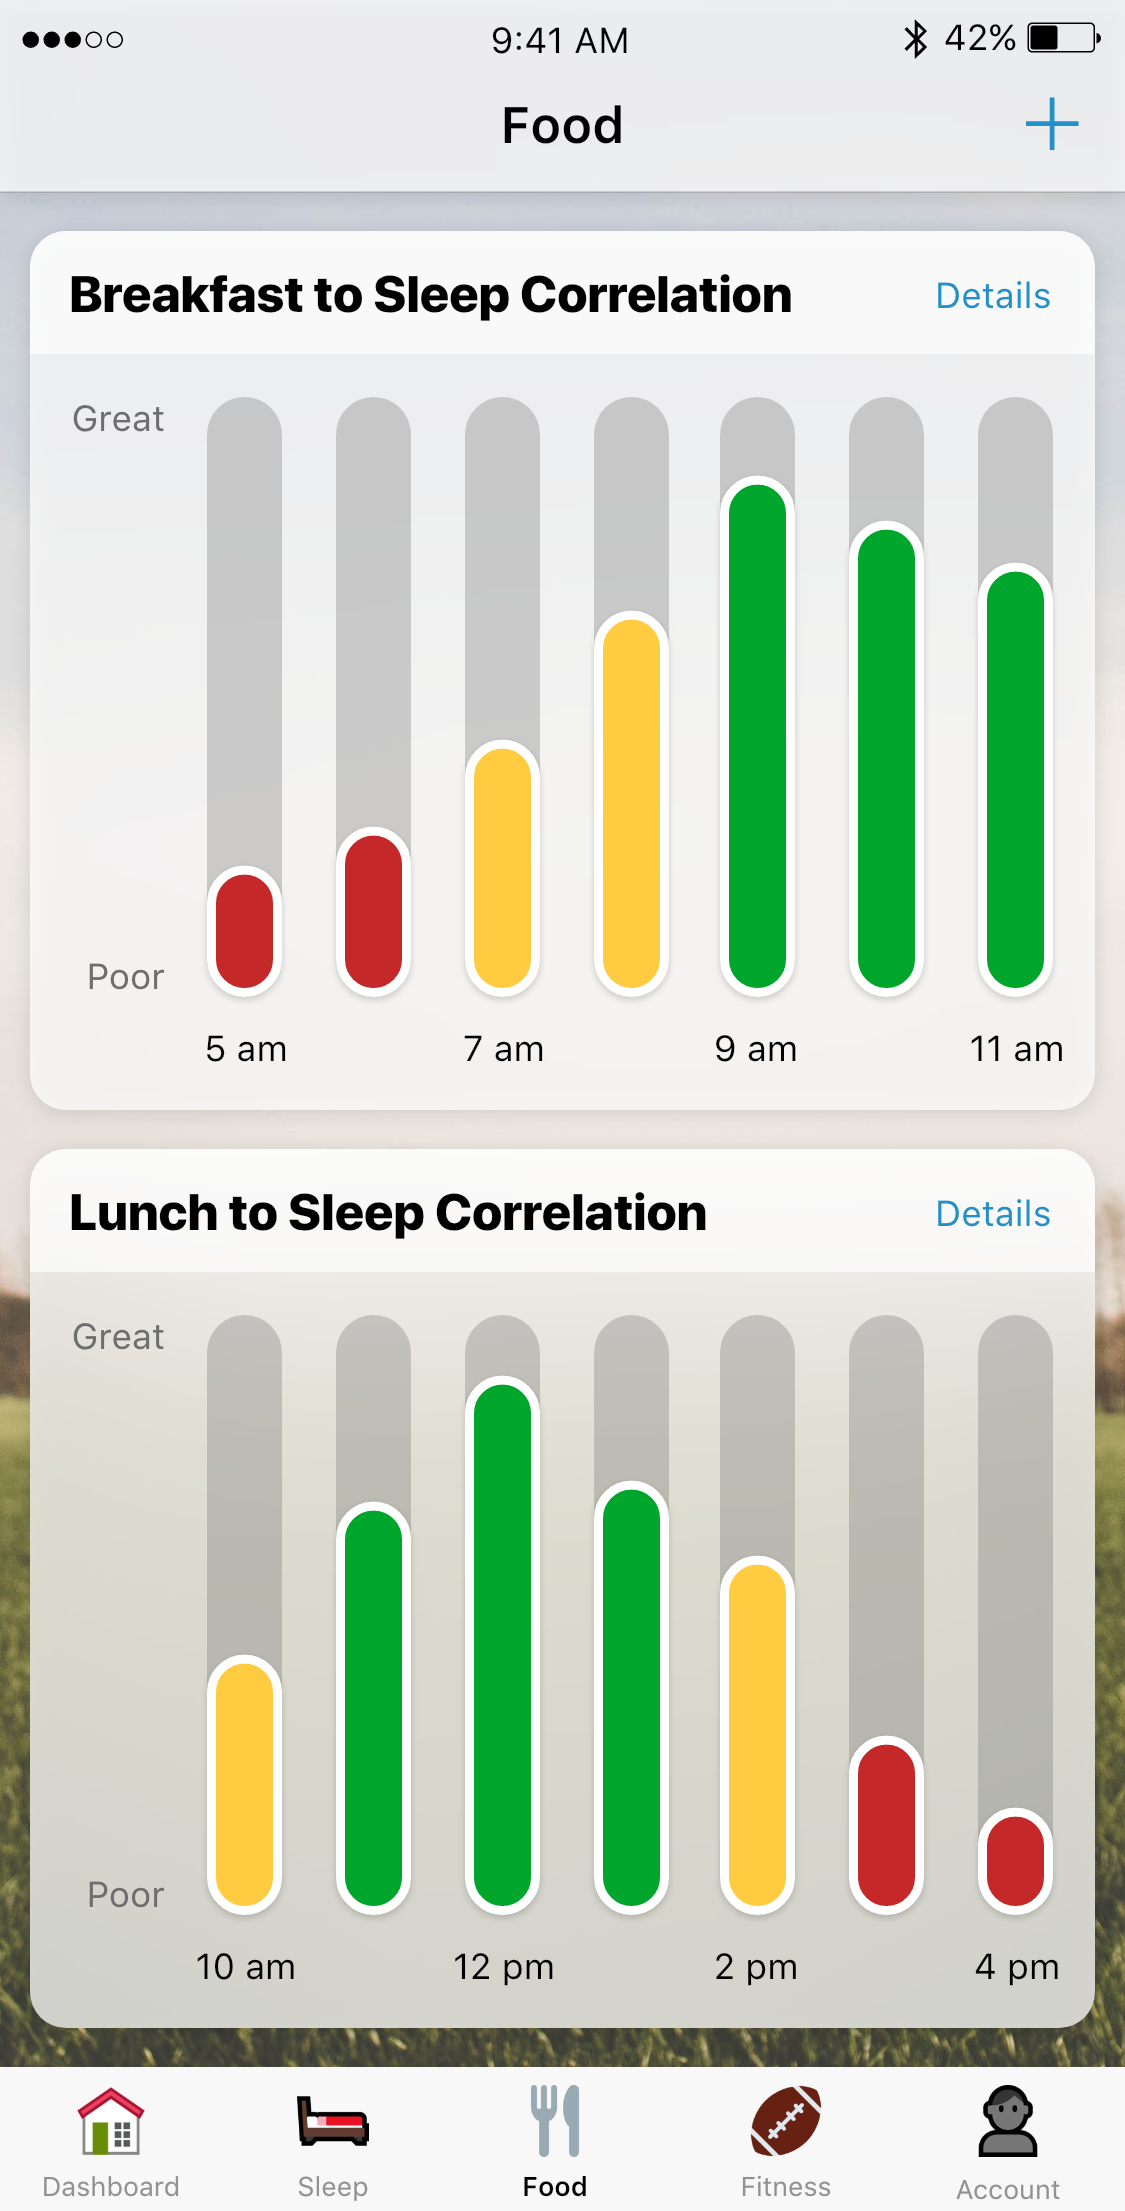 9:41 AM
42%
Food
Breakfast to Sleep Correlation
Details
Great
Poor
5 am 7 am 9 am 11 am
Lunch to Sleep Correlation
Details
Great
Poor
10 am 12 pm 2 pm 4 pm
Dashboard Sleep Food Fitness Account